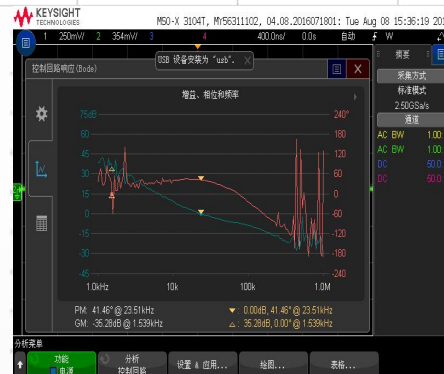 KEYSIGHT
TECHNOLOGIES
MSO-X 3104T, MY56311102, 04.08.2016071801: Tue Aug 08 15:36:19 201
1 250mV/ 2 354mV/ 3 4 400.0ns/ 0.0s 自动 W
USB 设备安装为 "usb".
控制回路响应(Bode)
摘要
采集方式
标准模式
2.50GSa/s
通道
AC BW 1.00:
AC BW 1.00:
DC 50.0:
DC 50.0:
增益、相位和频率
75dB 240°
60 180
45 120
30 60
15 0
0 -60
-15 -120
-30 -180
-45 -240
1.0kHz 10k 100k 1.0M
PM: 41.46° @ 23.51kHz
▼: 0.00dB, 41.46° @ 23.51kHz
GM: -35.28dB @ 1.539kHz
△: 35.28dB, 0.00° @ 1.539kHz
分析菜单
功能
电源
分析
控制回路
设置 & 应用...
绘图...
表格...